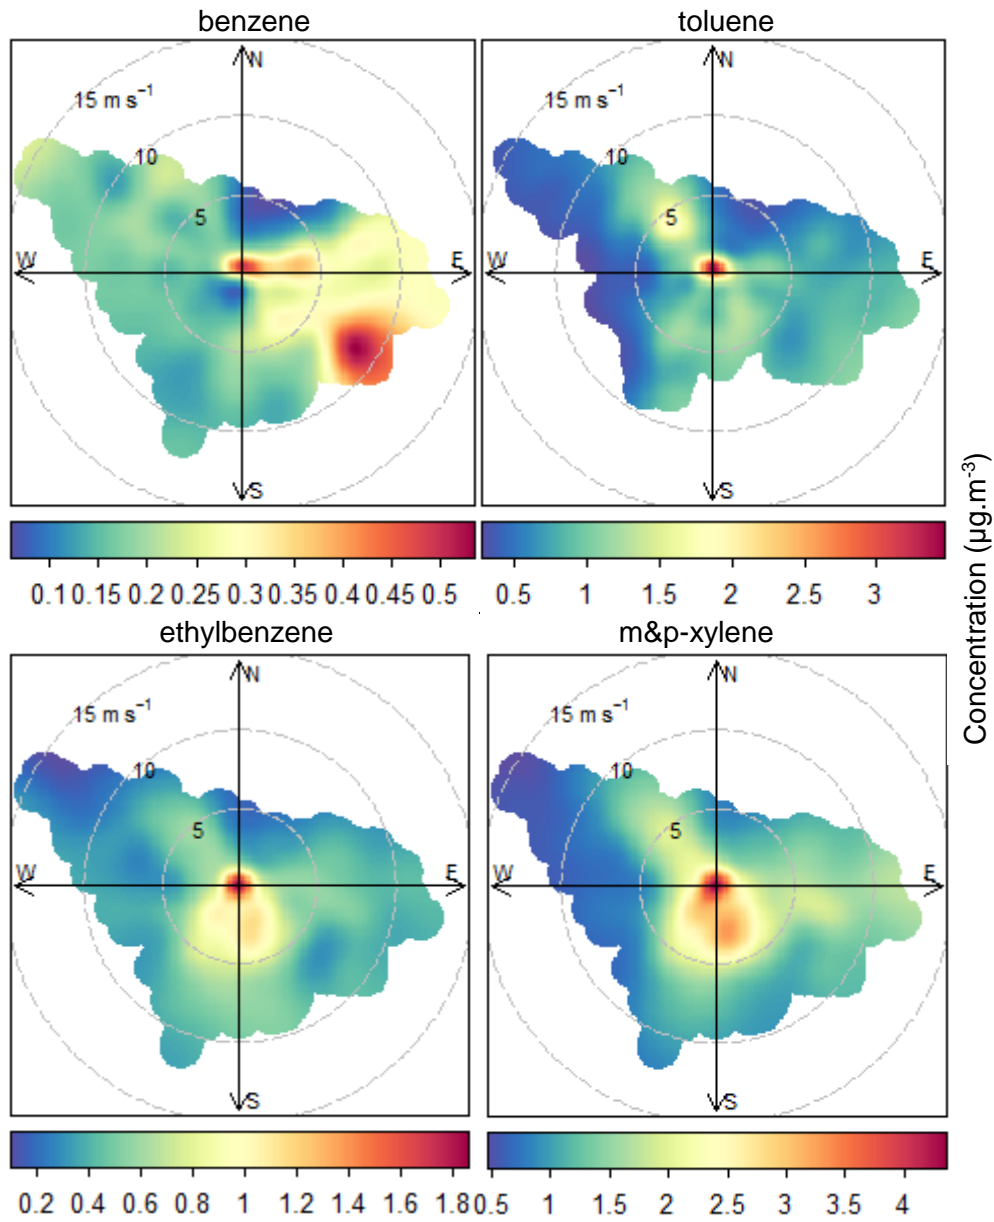 benzene
toluene
N
15 m s⁻¹
10
5
W
E
S
N
15 m s⁻¹
10
5
W
E
S
0.1 0.15 0.2 0.25 0.3 0.35 0.4 0.45 0.5
0.5 1 1.5 2 2.5 3
Concentration (µg.m⁻³)
ethylbenzene
m&p-xylene
N
15 m s⁻¹
10
5
W
E
S
N
15 m s⁻¹
10
5
W
E
S
0.2 0.4 0.6 0.8 1 1.2 1.4 1.6 1.8
0.5 1 1.5 2 2.5 3 3.5 4